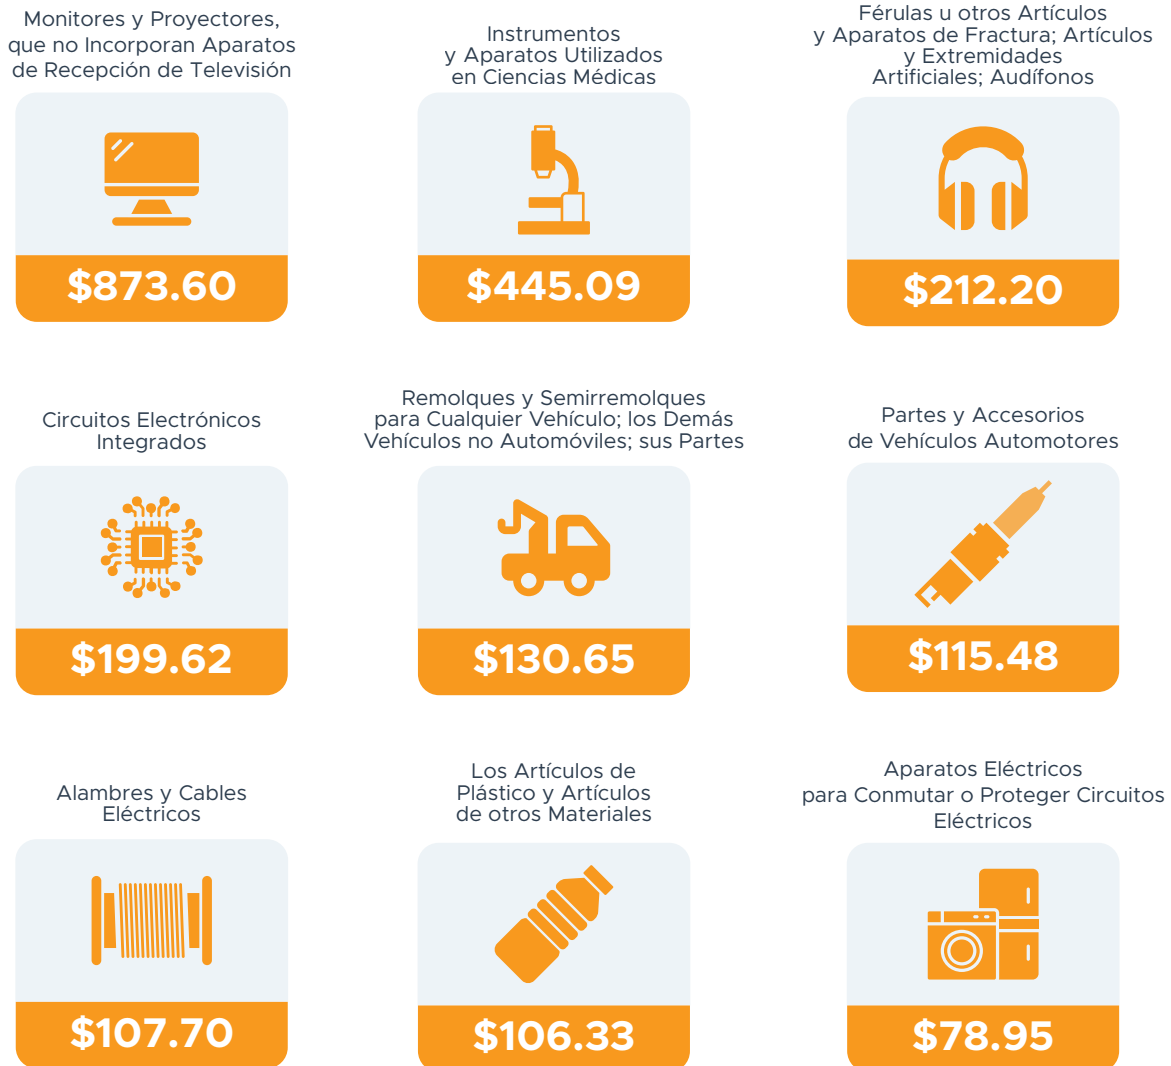 Monitores y Proyectores,
que no Incorporan Aparatos
de Recepción de Televisión
$873.60
Instrumentos
y Aparatos Utilizados
en Ciencias Médicas
$445.09
Férulas u otros Artículos
y Aparatos de Fractura; Artículos
y Extremidades
Artificiales; Audífonos
$212.20
Circuitos Electrónicos
Integrados
$199.62
Remolques y Semirremolques
para Cualquier Vehículo; los Demás
Vehículos no Automóviles; sus Partes
$130.65
Partes y Accesorios
de Vehículos Automotores
$115.48
Alambres y Cables
Eléctricos
$107.70
Los Artículos de
Plástico y Artículos
de otros Materiales
$106.33
Aparatos Eléctricos
para Conmutar o Proteger Circuitos
Eléctricos
$78.95